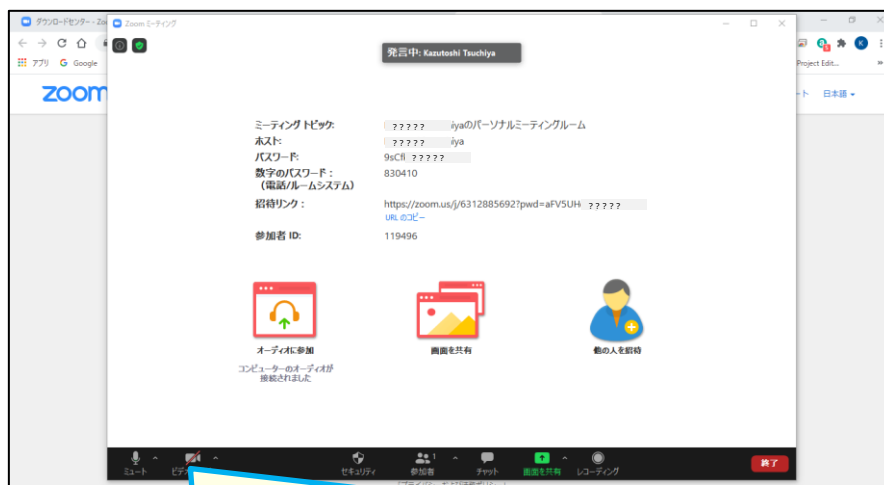 ダウンロードセンター - Zo
Zoom ミーティング
アプリ
Google
Project Edit...
zoom
ート 日本語
発言中: Kazutoshi Tsuchiya
ミーティング トピック: ????? iyaのパーソナルミーティングルーム
ホスト: ????? iya
パスワード: 9sCfl ?????
数字のパスワード: 830410
(電話/ルームシステム)
招待リンク: https://zoom.us/j/6312885692?pwd=aFV5UH ?????
URL のコピー
参加者 ID: 119496
オーディオに参加 画面を共有 他の人を招待
コンピューターのオーディオが
接続されました
ミュート ビデオ セキュリティ 参加者 1 チャット 画面を共有 レコーディング 終了